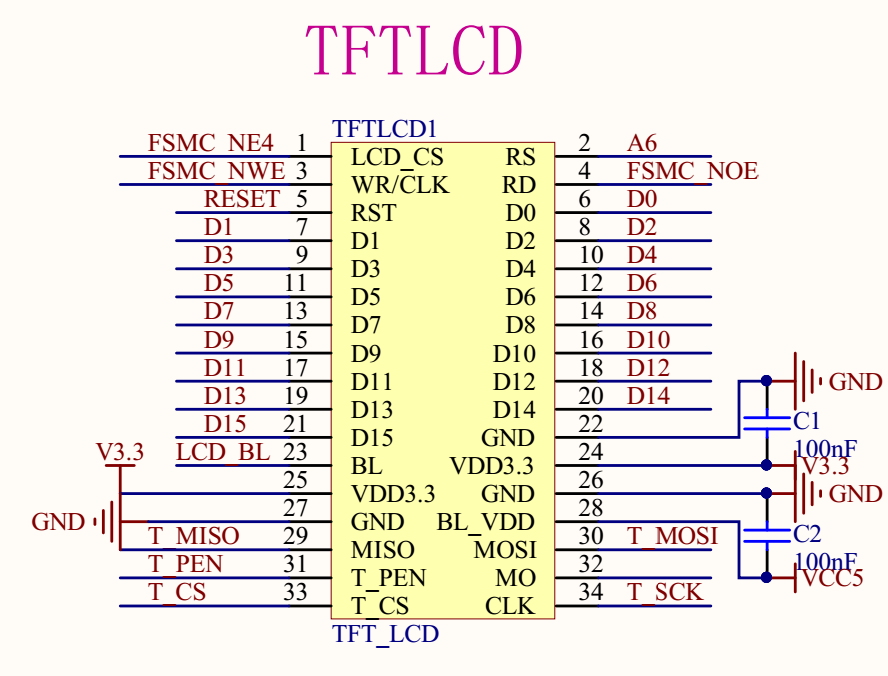 TFTLCD
TFTLCD1
FSMC_NE4 1 LCD_CS RS 2 A6
FSMC_NWE 3 WR/CLK RD 4 FSMC_NOE
RESET 5 RST D0 6 D0
D1 7 D1 D2 8 D2
D3 9 D3 D4 10 D4
D5 11 D5 D6 12 D6
D7 13 D7 D8 14 D8
D9 15 D9 D10 16 D10
D11 17 D11 D12 18 D12
D13 19 D13 D14 20 D14
D15 21 D15 GND 22
LCD_BL 23 BL VDD3.3 24
25 VDD3.3 GND 26
27 GND BL_VDD 28
T_MISO 29 MISO MOSI 30 T_MOSI
T_PEN 31 T_PEN MO 32
T_CS 33 T_CS CLK 34 T_SCK
TFT_LCD
V3.3
GND
GND
C1
100nF
V3.3
GND
C2
100nF
VCC5